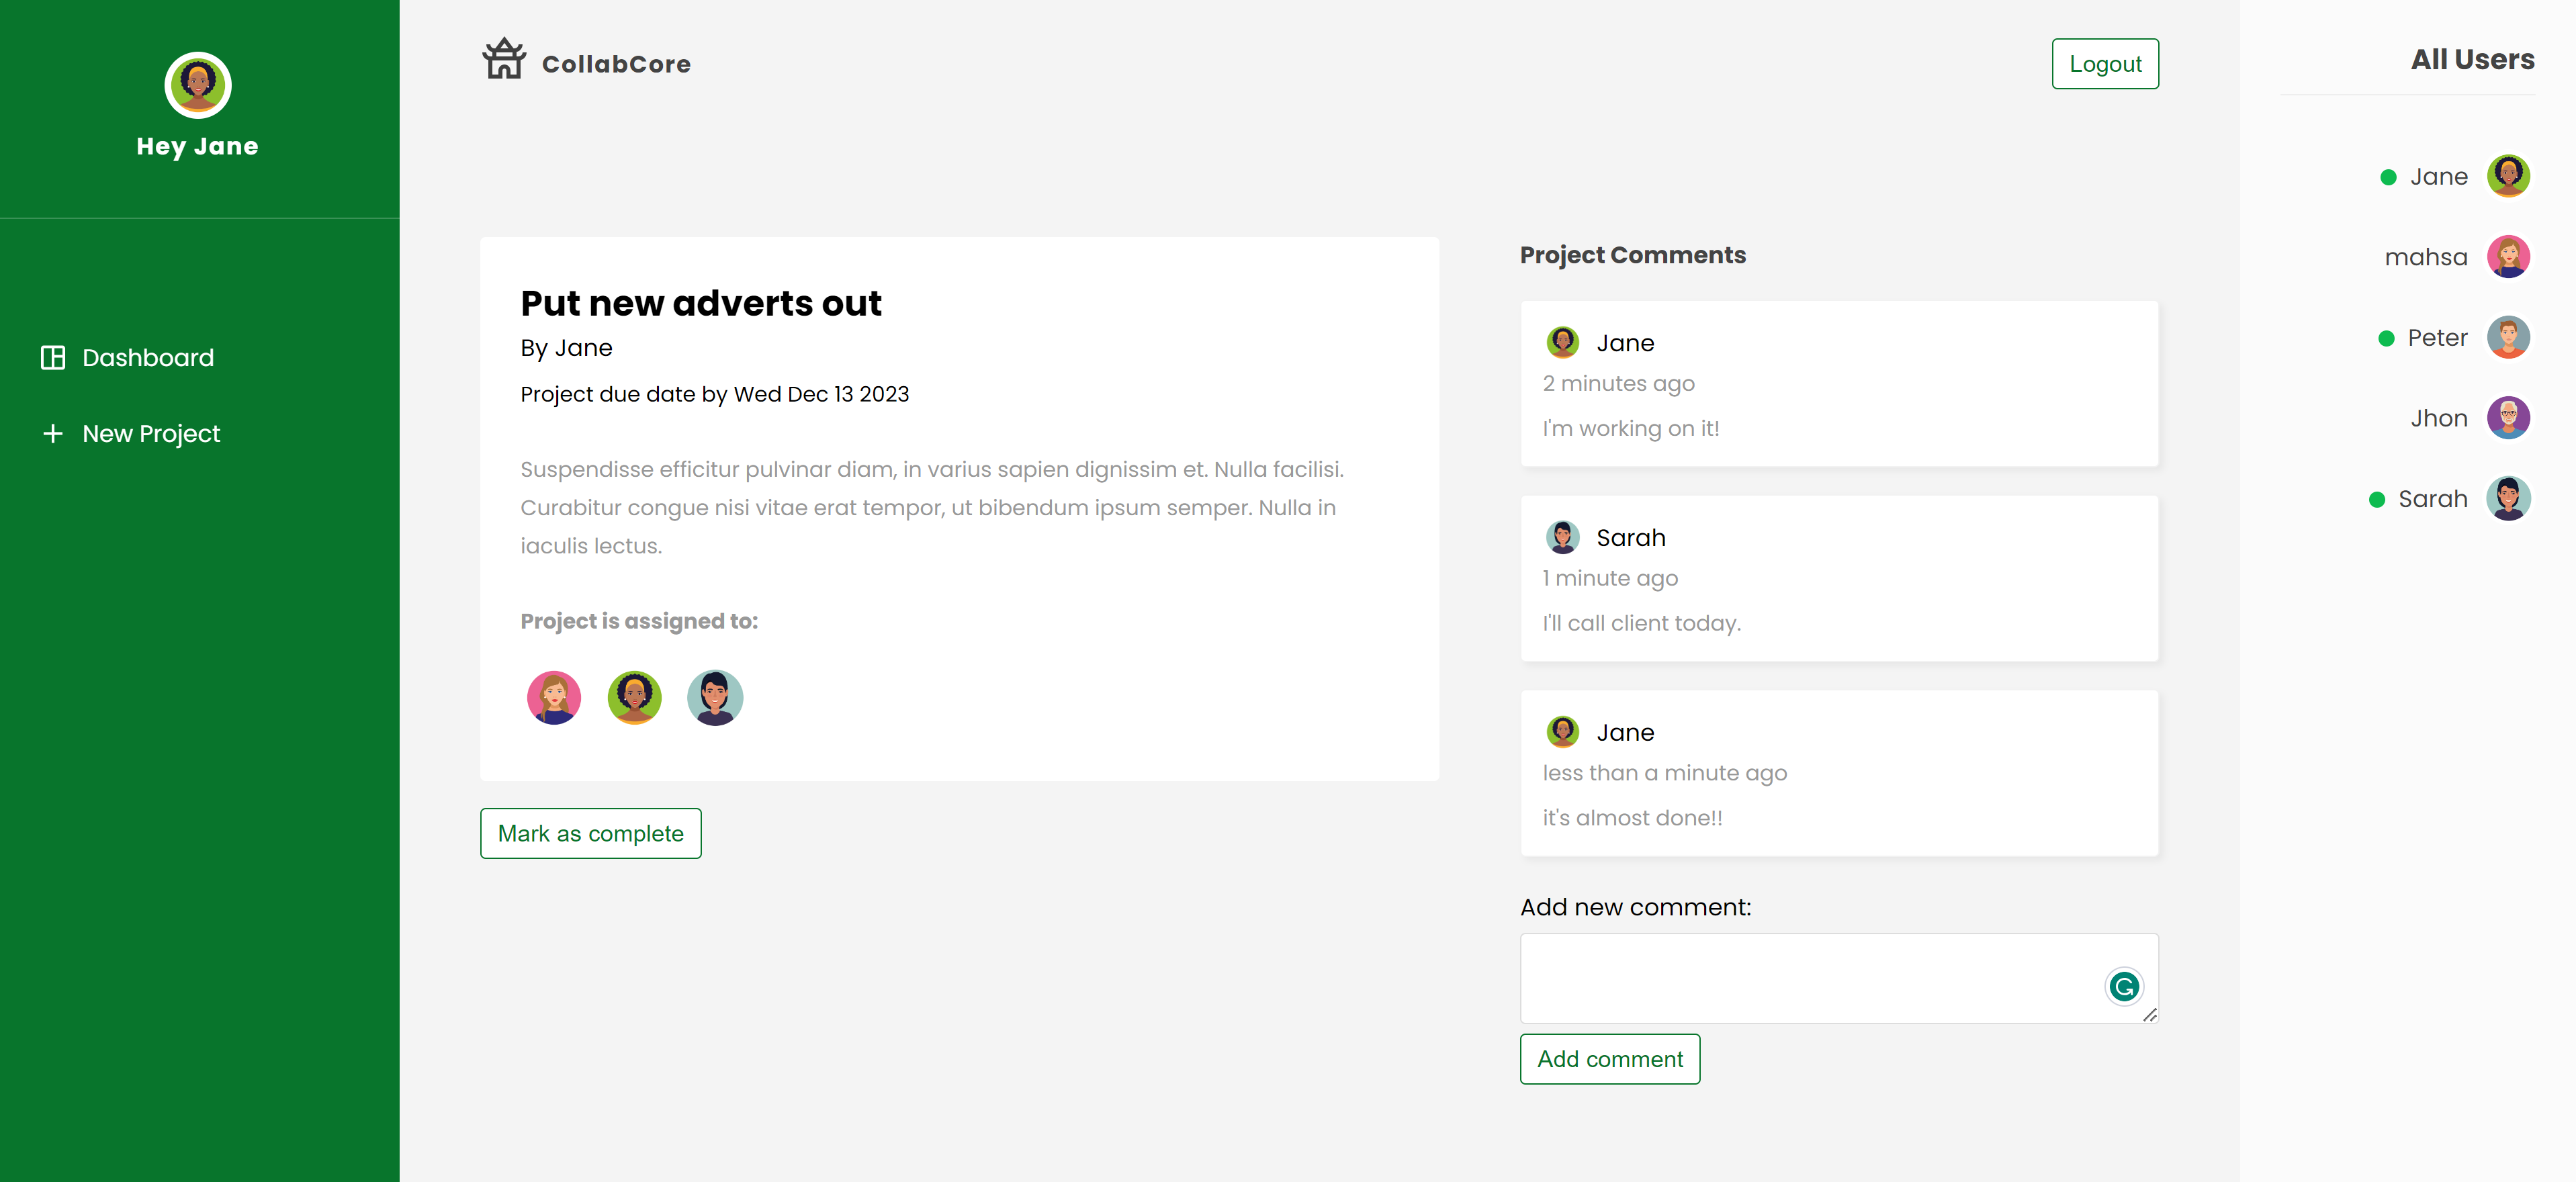 Hey Jane
Dashboard
New Project
CollabCore
Logout
Put new adverts out
By Jane
Project due date by Wed Dec 13 2023
Suspendisse efficitur pulvinar diam, in varius sapien dignissim et. Nulla facilisi.
Curabitur congue nisi vitae erat tempor, ut bibendum ipsum semper. Nulla in
iaculis lectus.
Project is assigned to:
Mark as complete
Project Comments
Jane
2 minutes ago
I'm working on it!
Sarah
1 minute ago
I'll call client today.
Jane
less than a minute ago
it's almost done!!
Add new comment:
Add comment
All Users
Jane
mahsa
Peter
Jhon
Sarah